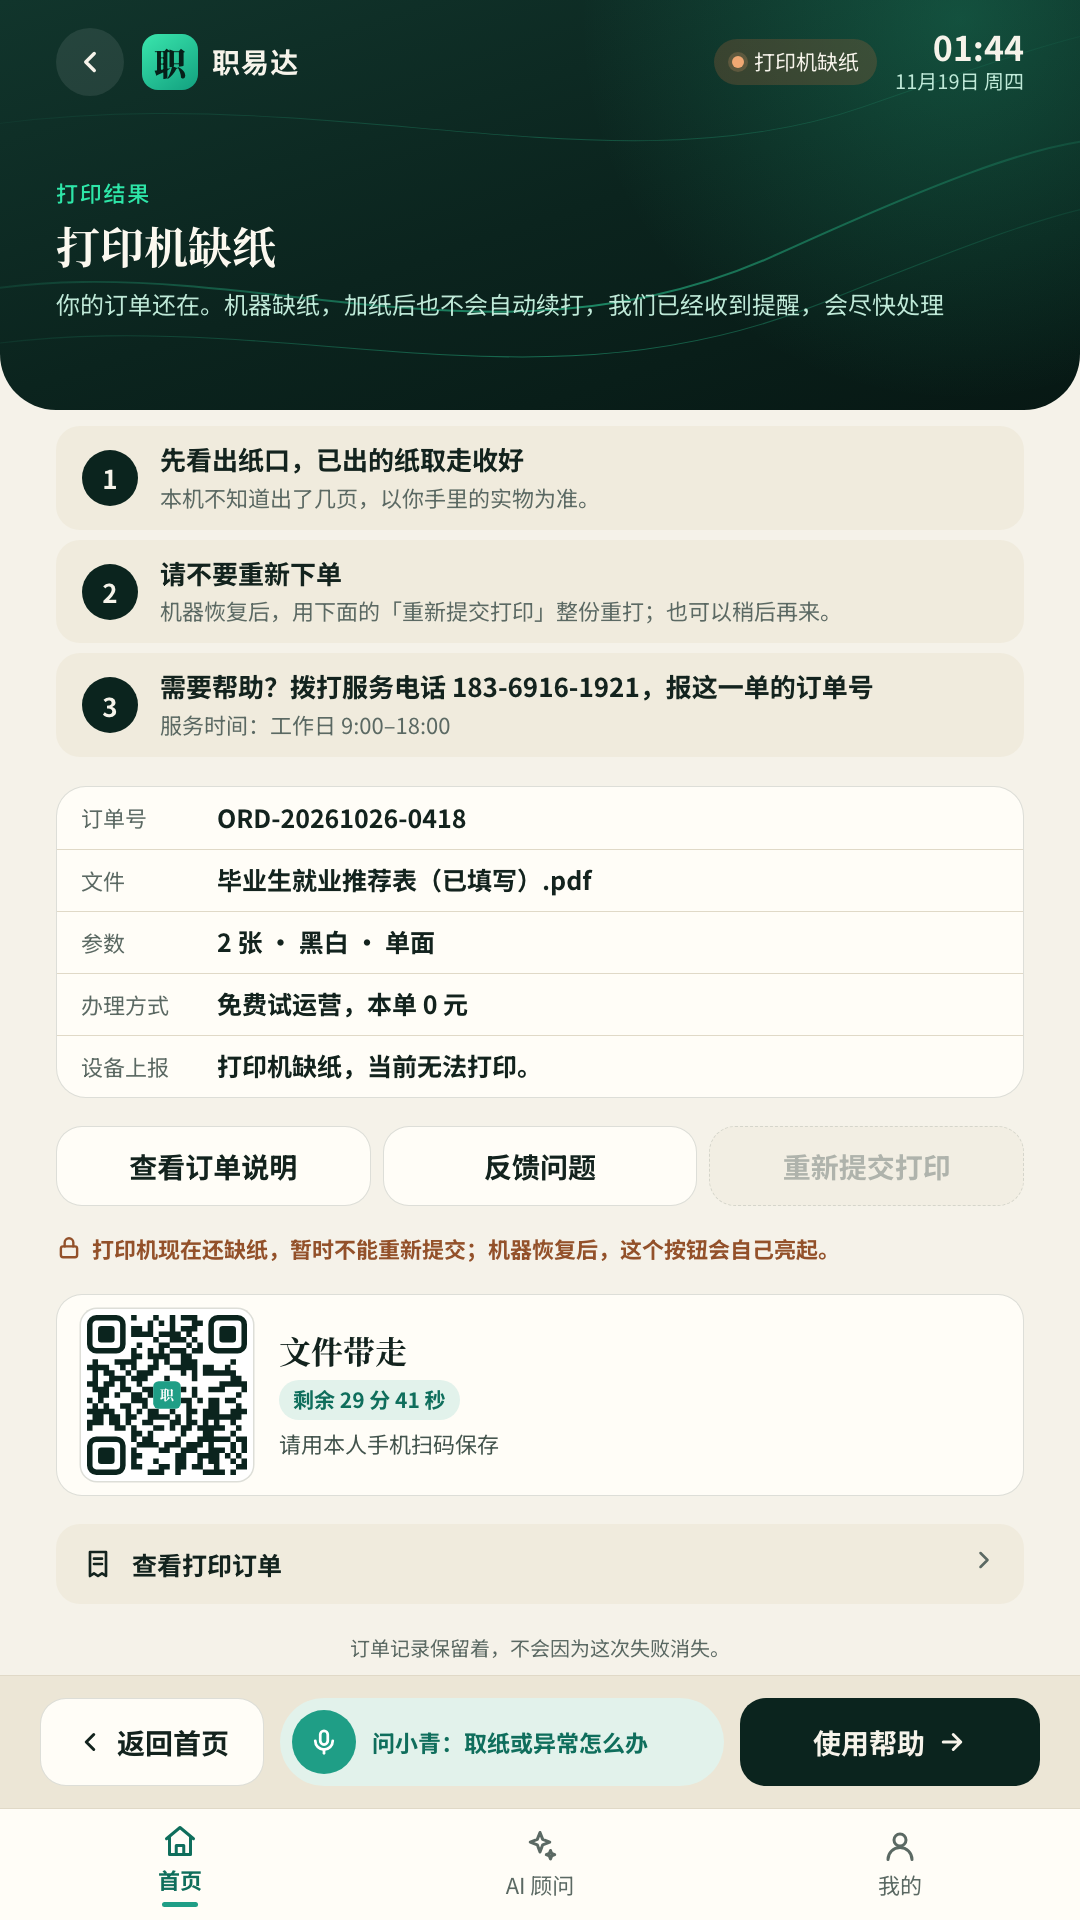 职 职易达
打印机缺纸
01:44
11月19日 周四
打印结果
打印机缺纸
你的订单还在。机器缺纸，加纸后也不会自动续打，我们已经收到提醒，会尽快处理
1
先看出纸口，已出的纸取走收好
本机不知道出了几页，以你手里的实物为准。
2
请不要重新下单
机器恢复后，用下面的「重新提交打印」整份重打；也可以稍后再来。
3
需要帮助？拨打服务电话 183-6916-1921，报这一单的订单号
服务时间：工作日 9:00–18:00
订单号 ORD-20261026-0418
文件 毕业生就业推荐表（已填写）.pdf
参数 2 张 · 黑白 · 单面
办理方式 免费试运营，本单 0 元
设备上报 打印机缺纸，当前无法打印。
查看订单说明 反馈问题 重新提交打印
打印机现在还缺纸，暂时不能重新提交；机器恢复后，这个按钮会自己亮起。
职
文件带走
剩余 29 分 41 秒
请用本人手机扫码保存
查看打印订单
订单记录保留着，不会因为这次失败消失。
返回首页 问小青：取纸或异常怎么办 使用帮助
首页 AI 顾问 我的